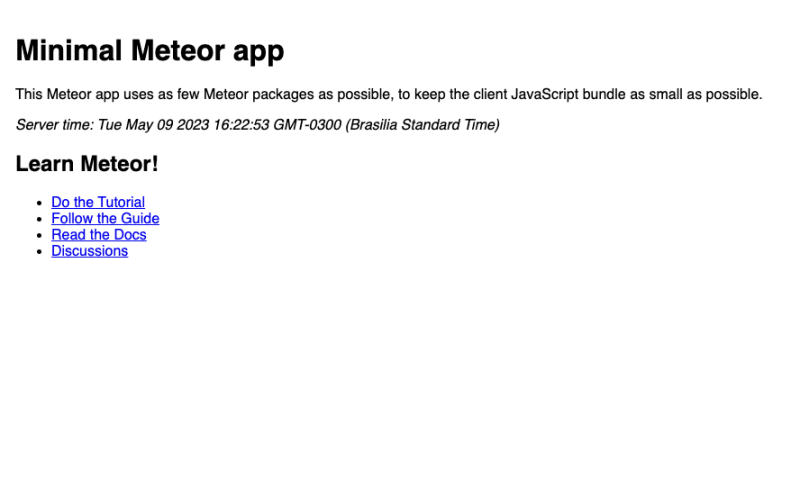 Minimal Meteor app
This Meteor app uses as few Meteor packages as possible, to keep the client JavaScript bundle as small as possible.
Server time: Tue May 09 2023 16:22:53 GMT-0300 (Brasilia Standard Time)
Learn Meteor!
• Do the Tutorial
• Follow the Guide
• Read the Docs
• Discussions